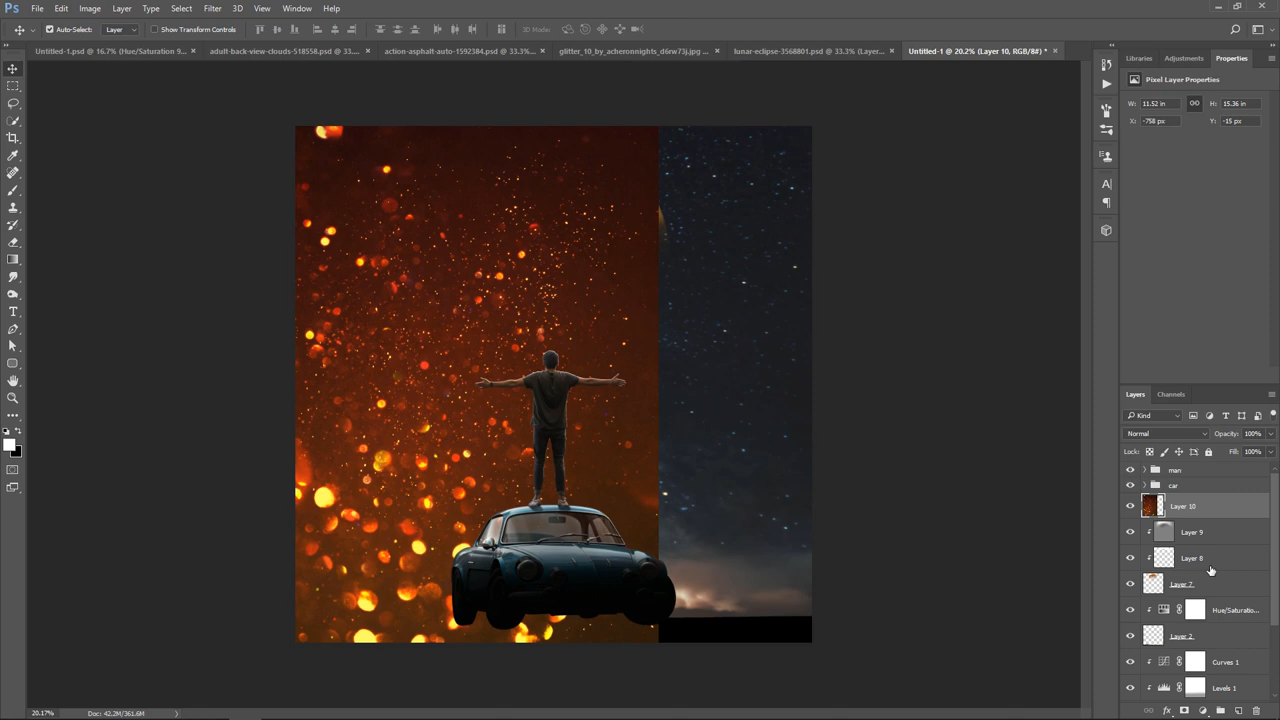 Ps File Edit Image Layer Type Select Filter 3D View Window Help
Auto-Select: Layer Show Transform Controls 3D Mode:
Untitled-1.psd @ 16.7% (Hue/Saturation 9... × adult-back-view-clouds-518558.psd @ 33.... × action-asphalt-auto-1592384.psd @ 33.3%... × glitter_10_by_acheronnights_d6rw73j.jpg ... × lunar-eclipse-3568801.psd @ 33.3% (Layer... × Untitled-1 @ 20.2% (Layer 10, RGB/8#) * ×
Libraries Adjustments Properties
Pixel Layer Properties
W: 11.52 in H: 15.36 in
X: -758 px Y: -15 px
Layers Channels
Kind
Normal Opacity: 100%
Lock: Fill: 100%
man
car
Layer 10
Layer 9
Layer 8
Layer 7
Hue/Saturatio...
Layer 2
Curves 1
Levels 1
20.17% Doc: 42.2M/361.6M